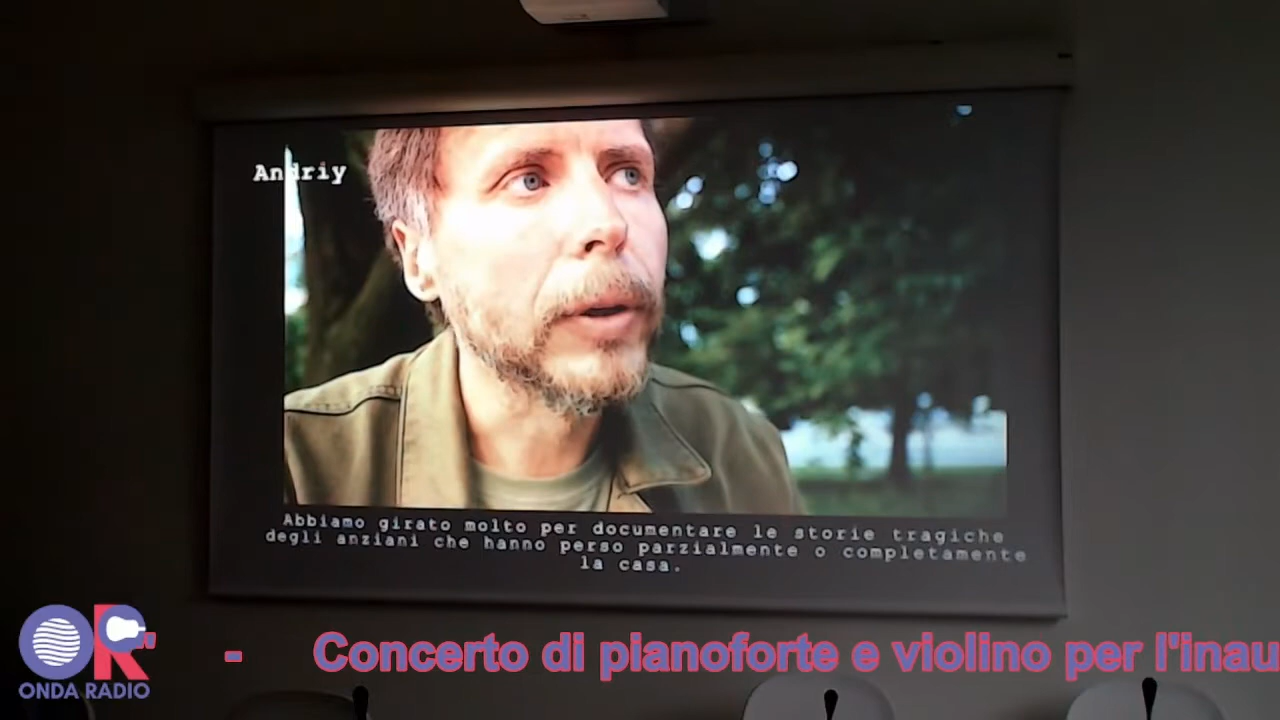 Andriy
Abbiamo girato molto per documentare le storie tragiche
degli anziani che hanno perso parzialmente o completamente
la casa.
OR' - Concerto di pianoforte e violino per l'inau
ONDA RADIO